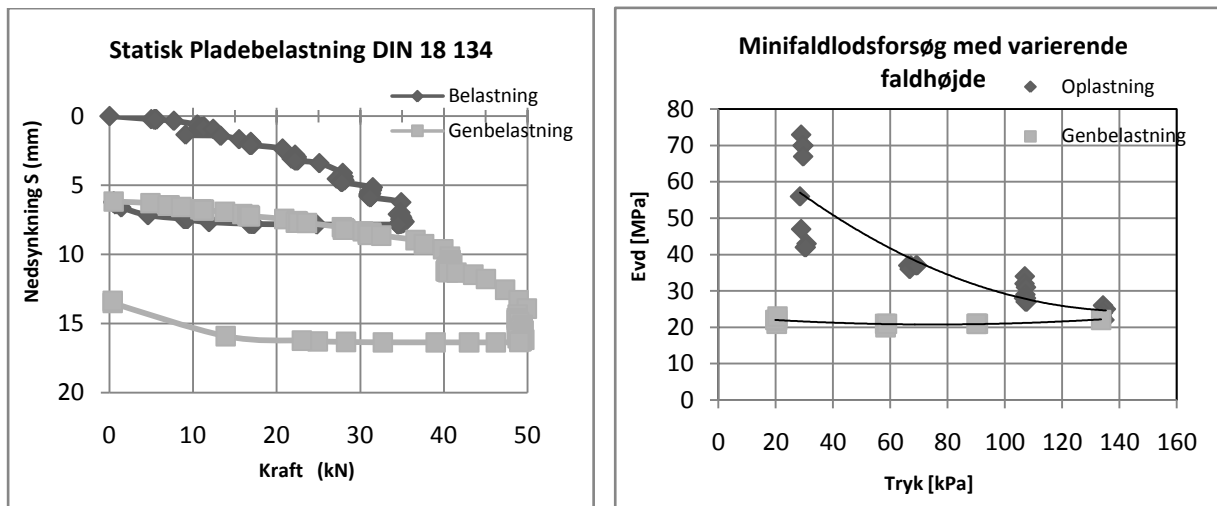 Statisk Pladebelastning DIN 18 134
Belastning
Genbelastning
0
5
10
15
20
Nedsynkning S (mm)
0 10 20 30 40 50
Kraft (kN)
Minifaldlodsforsøg med varierende
faldhøjde
Oplastning
Genbelastning
80
70
60
50
40
30
20
10
0
Evd [MPa]
0 20 40 60 80 100 120 140 160
Tryk [kPa]